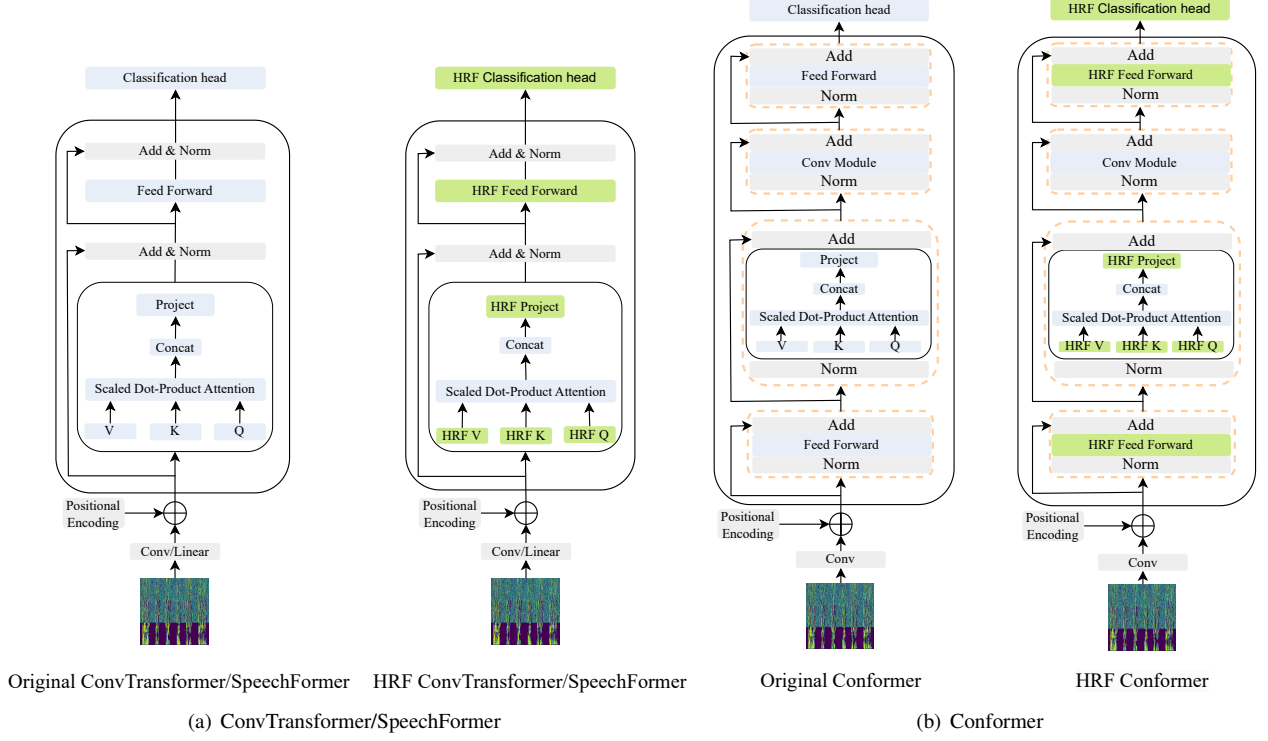 Classification head
Add & Norm
Feed Forward
Add & Norm
Project
Concat
Scaled Dot-Product Attention
V K Q
Positional
Encoding
Conv/Linear
Original ConvTransformer/SpeechFormer
HRF Classification head
Add & Norm
HRF Feed Forward
Add & Norm
HRF Project
Concat
Scaled Dot-Product Attention
HRF V HRF K HRF Q
Positional
Encoding
Conv/Linear
HRF ConvTransformer/SpeechFormer
(a) ConvTransformer/SpeechFormer
Classification head
Add
Feed Forward
Norm
Add
Conv Module
Norm
Add
Project
Concat
Scaled Dot-Product Attention
V K Q
Norm
Add
Feed Forward
Norm
Positional
Encoding
Conv
Original Conformer
HRF Classification head
Add
HRF Feed Forward
Norm
Add
Conv Module
Norm
Add
HRF Project
Concat
Scaled Dot-Product Attention
HRF V HRF K HRF Q
Norm
Add
HRF Feed Forward
Norm
Positional
Encoding
Conv
HRF Conformer
(b) Conformer